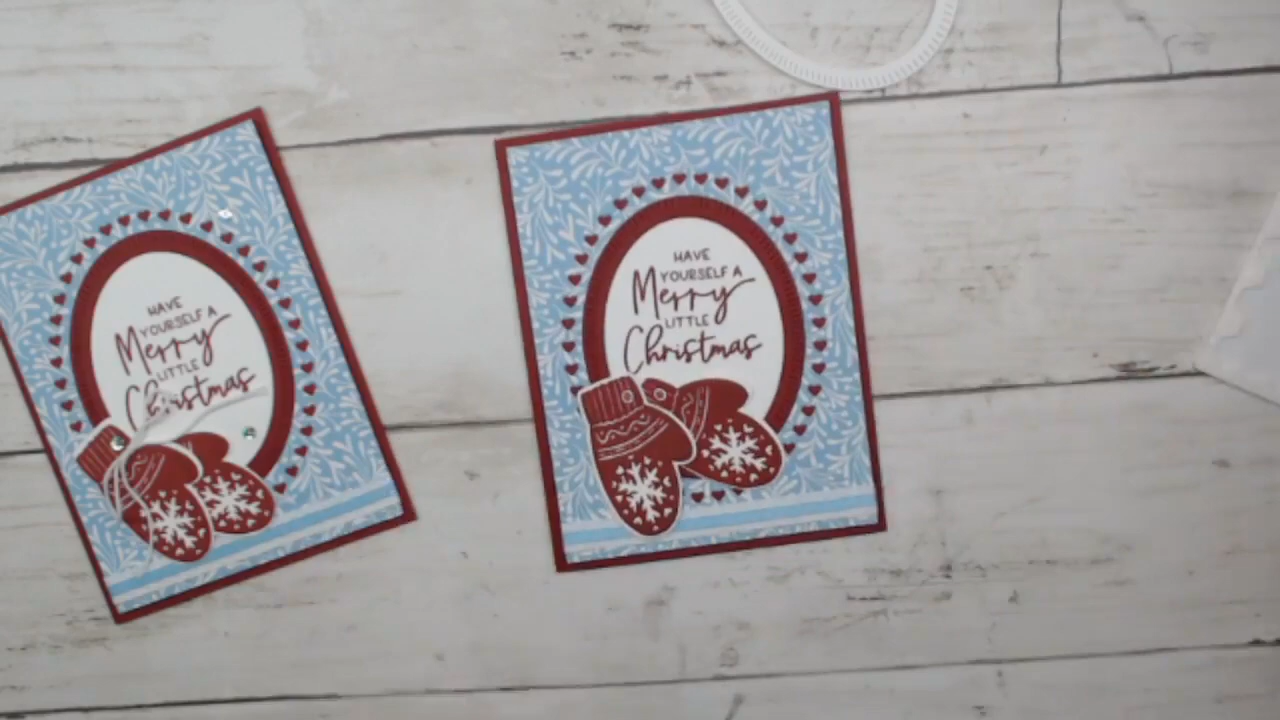 HAVE
YOURSELF A
Merry
LITTLE
Christmas
HAVE
YOURSELF A
Merry
LITTLE
Christmas